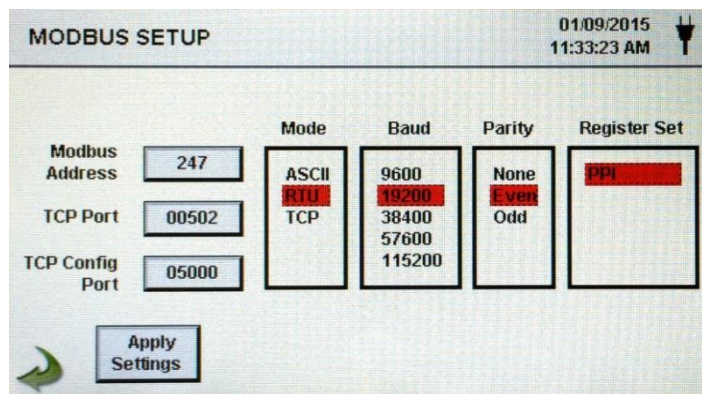 MODBUS SETUP
01/09/2015
11:33:23 AM
Mode
Baud
Parity
Register Set
Modbus
Address
247
TCP Port
00502
TCP Config
Port
05000
ASCII
RTU
TCP
9600
19200
38400
57600
115200
None
Even
Odd
PPI
Apply
Settings